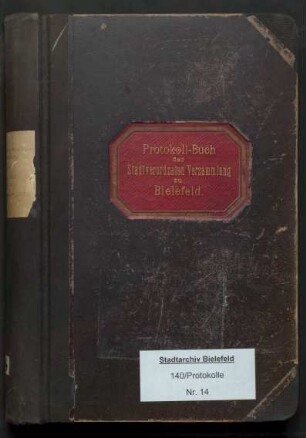 Protokoll-Buch
der
Stadtverordneten Versammlung
zu
Bielefeld.
Stadtarchiv Bielefeld
140/Protokolle
Nr. 14